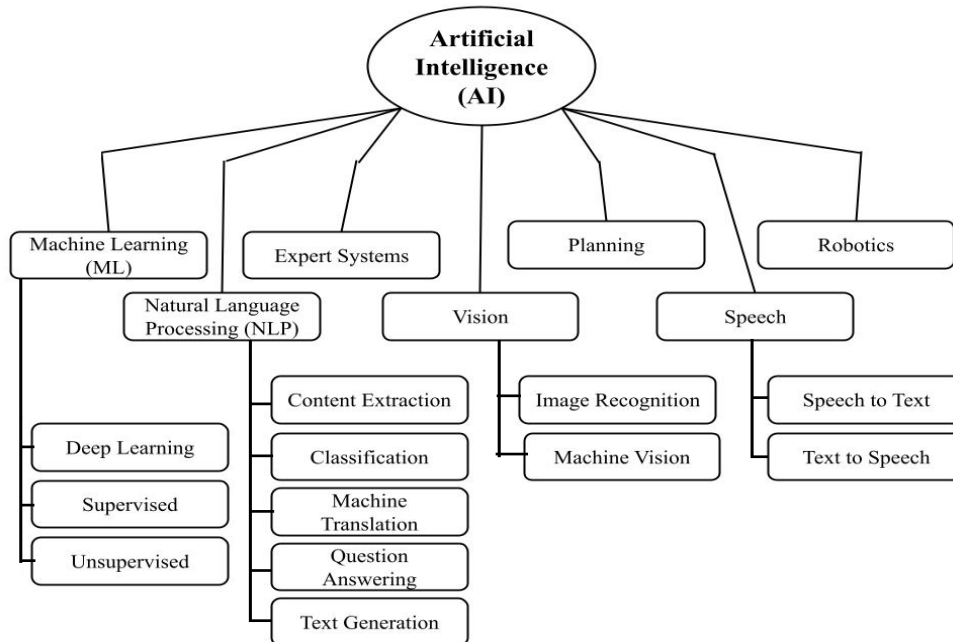 Artificial
Intelligence
(AI)
Machine Learning
(ML)
Expert Systems
Planning
Robotics
Natural Language
Processing (NLP)
Vision
Speech
Deep Learning
Supervised
Unsupervised
Content Extraction
Classification
Machine
Translation
Question
Answering
Text Generation
Image Recognition
Machine Vision
Speech to Text
Text to Speech